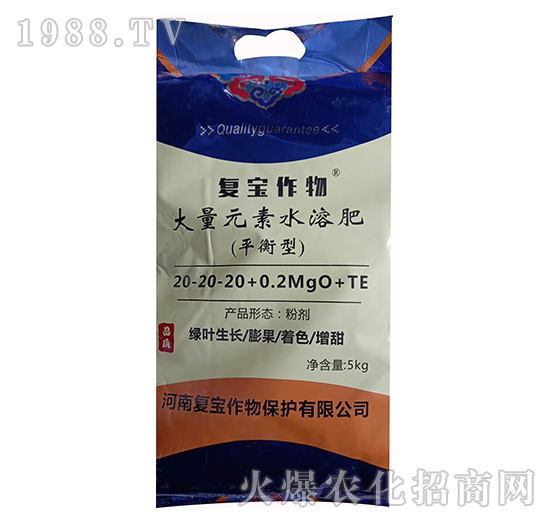 1988.TV
>>Qualityguarantee<<
复宝作物®
大量元素水溶肥
(平衡型)
20-20-20+0.2MgO+TE
产品形态：粉剂
绿叶生长/膨果/着色/增甜
净含量:5kg
河南复宝作物保护有限公司
火爆农化招商网